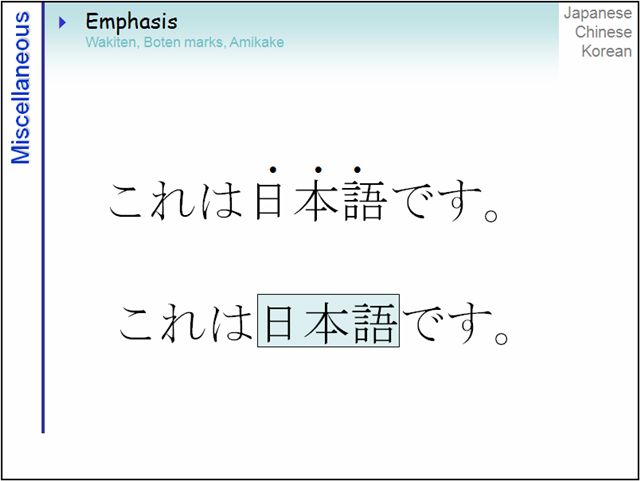 Miscellaneous
Emphasis
Wakiten, Boten marks, Amikake
Japanese
Chinese
Korean
これは日本語です。
これは日本語です。